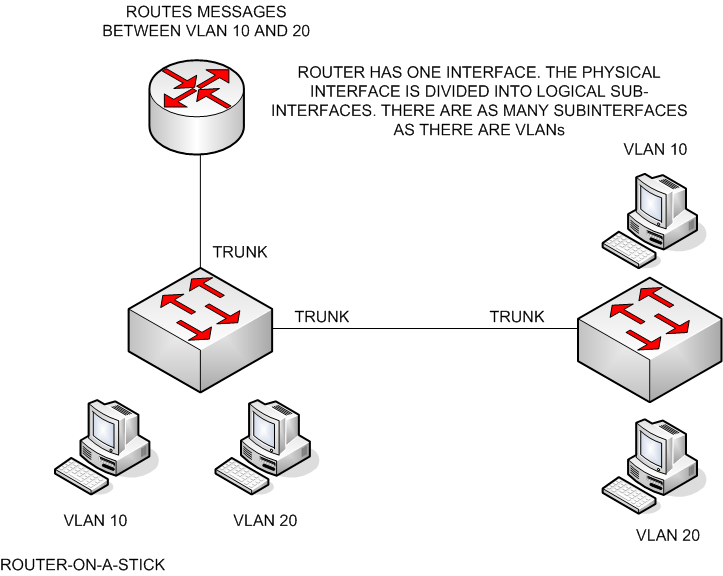 ROUTES MESSAGES
BETWEEN VLAN 10 AND 20
ROUTER HAS ONE INTERFACE. THE PHYSICAL
INTERFACE IS DIVIDED INTO LOGICAL SUB-
INTERFACES. THERE ARE AS MANY SUBINTERFACES
AS THERE ARE VLANs
VLAN 10
TRUNK
TRUNK
TRUNK
VLAN 10
VLAN 20
VLAN 20
ROUTER-ON-A-STICK